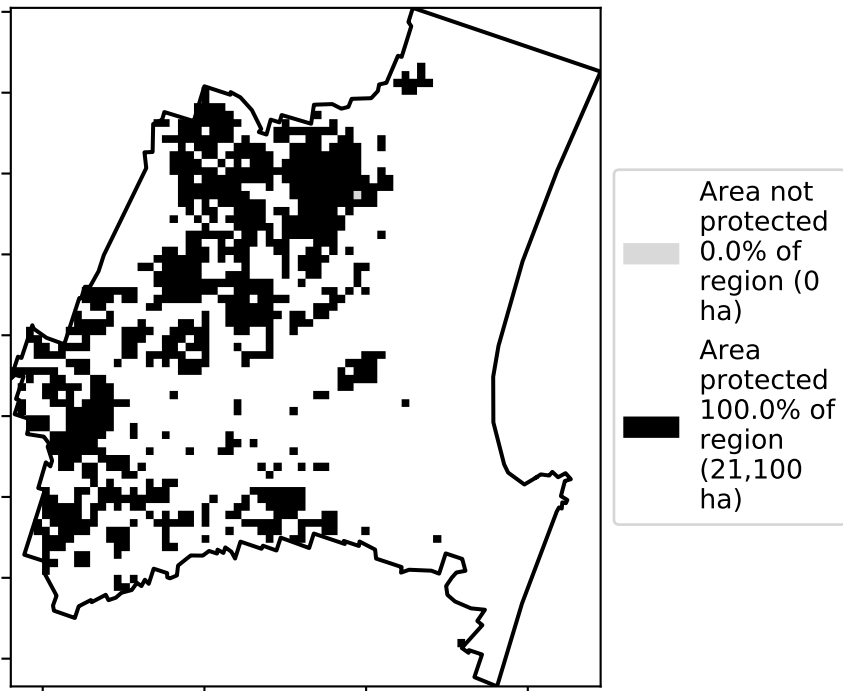 Area not
protected
0.0% of
region (0
ha)
Area
protected
100.0% of
region
(21,100
ha)